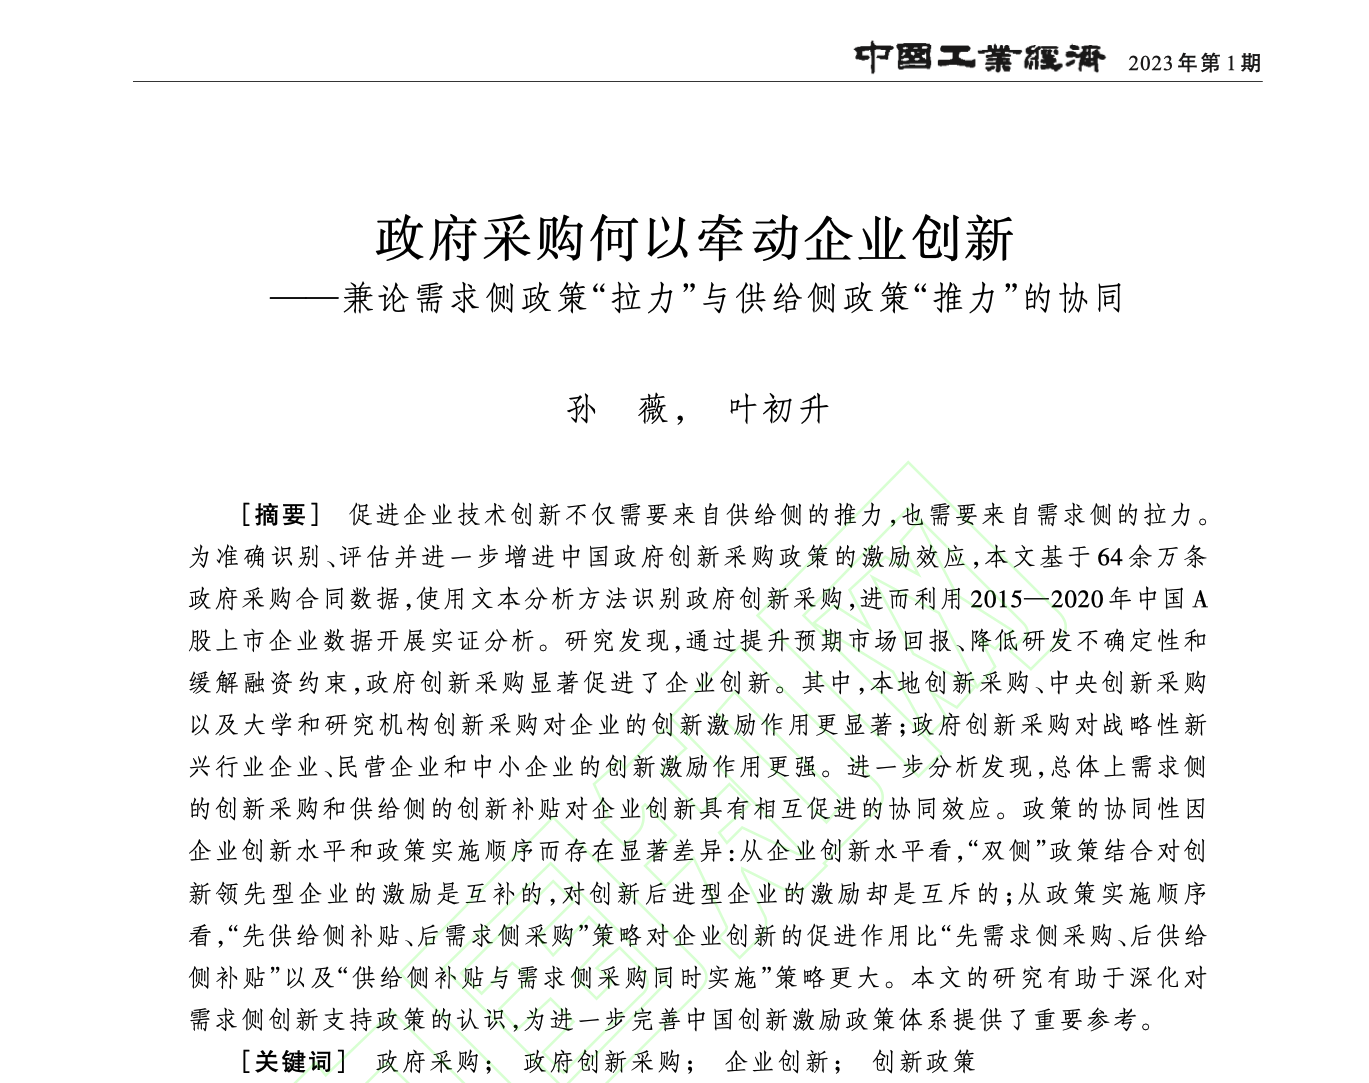 中國工業經濟 2023年第1期
政府采购何以牵动企业创新
——兼论需求侧政策“拉力”与供给侧政策“推力”的协同
孙 薇， 叶初升
[摘要] 促进企业技术创新不仅需要来自供给侧的推力,也需要来自需求侧的拉力。
为准确识别、评估并进一步增进中国政府创新采购政策的激励效应,本文基于64余万条
政府采购合同数据,使用文本分析方法识别政府创新采购,进而利用2015—2020年中国A
股上市企业数据开展实证分析。研究发现,通过提升预期市场回报、降低研发不确定性和
缓解融资约束,政府创新采购显著促进了企业创新。其中,本地创新采购、中央创新采购
以及大学和研究机构创新采购对企业的创新激励作用更显著;政府创新采购对战略性新
兴行业企业、民营企业和中小企业的创新激励作用更强。进一步分析发现,总体上需求侧
的创新采购和供给侧的创新补贴对企业创新具有相互促进的协同效应。政策的协同性因
企业创新水平和政策实施顺序而存在显著差异:从企业创新水平看,“双侧”政策结合对创
新领先型企业的激励是互补的,对创新后进型企业的激励却是互斥的;从政策实施顺序
看,“先供给侧补贴、后需求侧采购”策略对企业创新的促进作用比“先需求侧采购、后供给
侧补贴”以及“供给侧补贴与需求侧采购同时实施”策略更大。本文的研究有助于深化对
需求侧创新支持政策的认识,为进一步完善中国创新激励政策体系提供了重要参考。
[关键词] 政府采购； 政府创新采购； 企业创新； 创新政策
中国知网